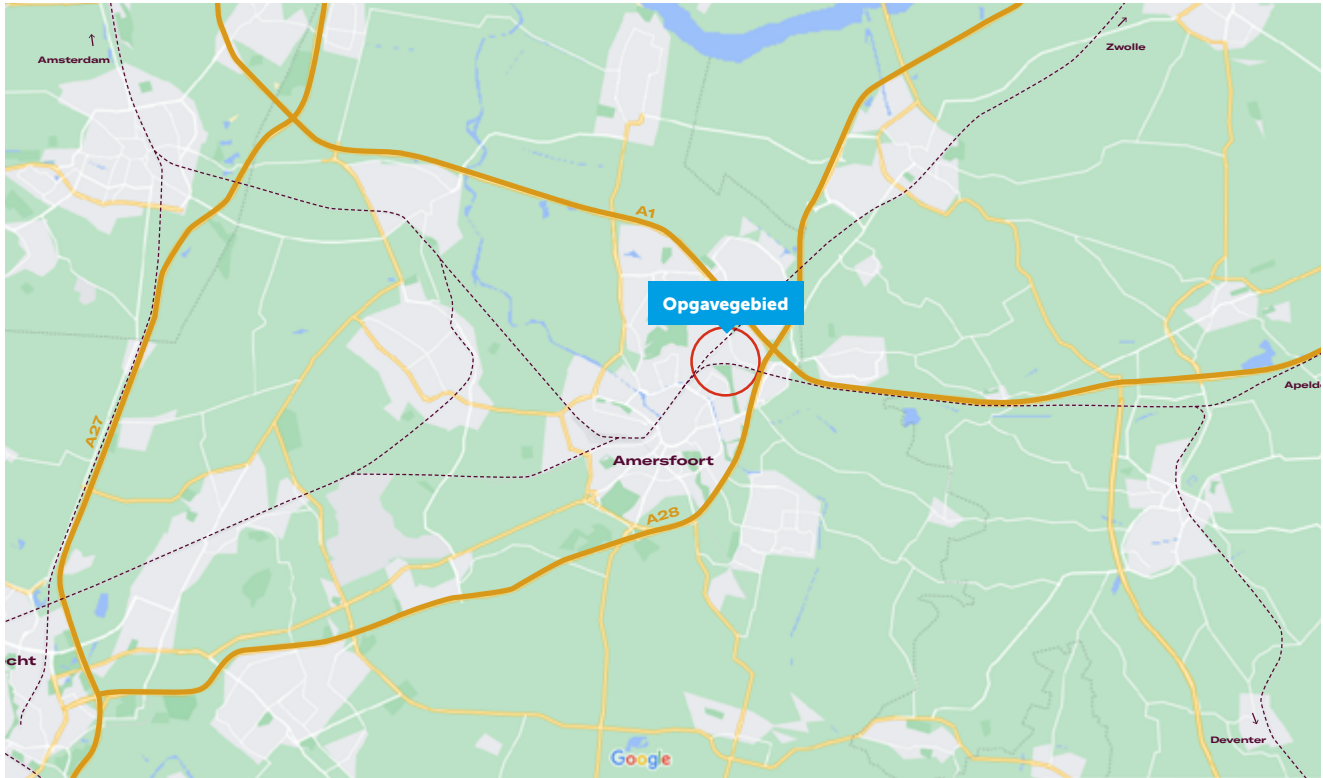 Amsterdam
↑
Zwolle
↗
A1
Opgavegebied
Apeld
A27
Amersfoort
A28
cht
Deventer
↓
Google